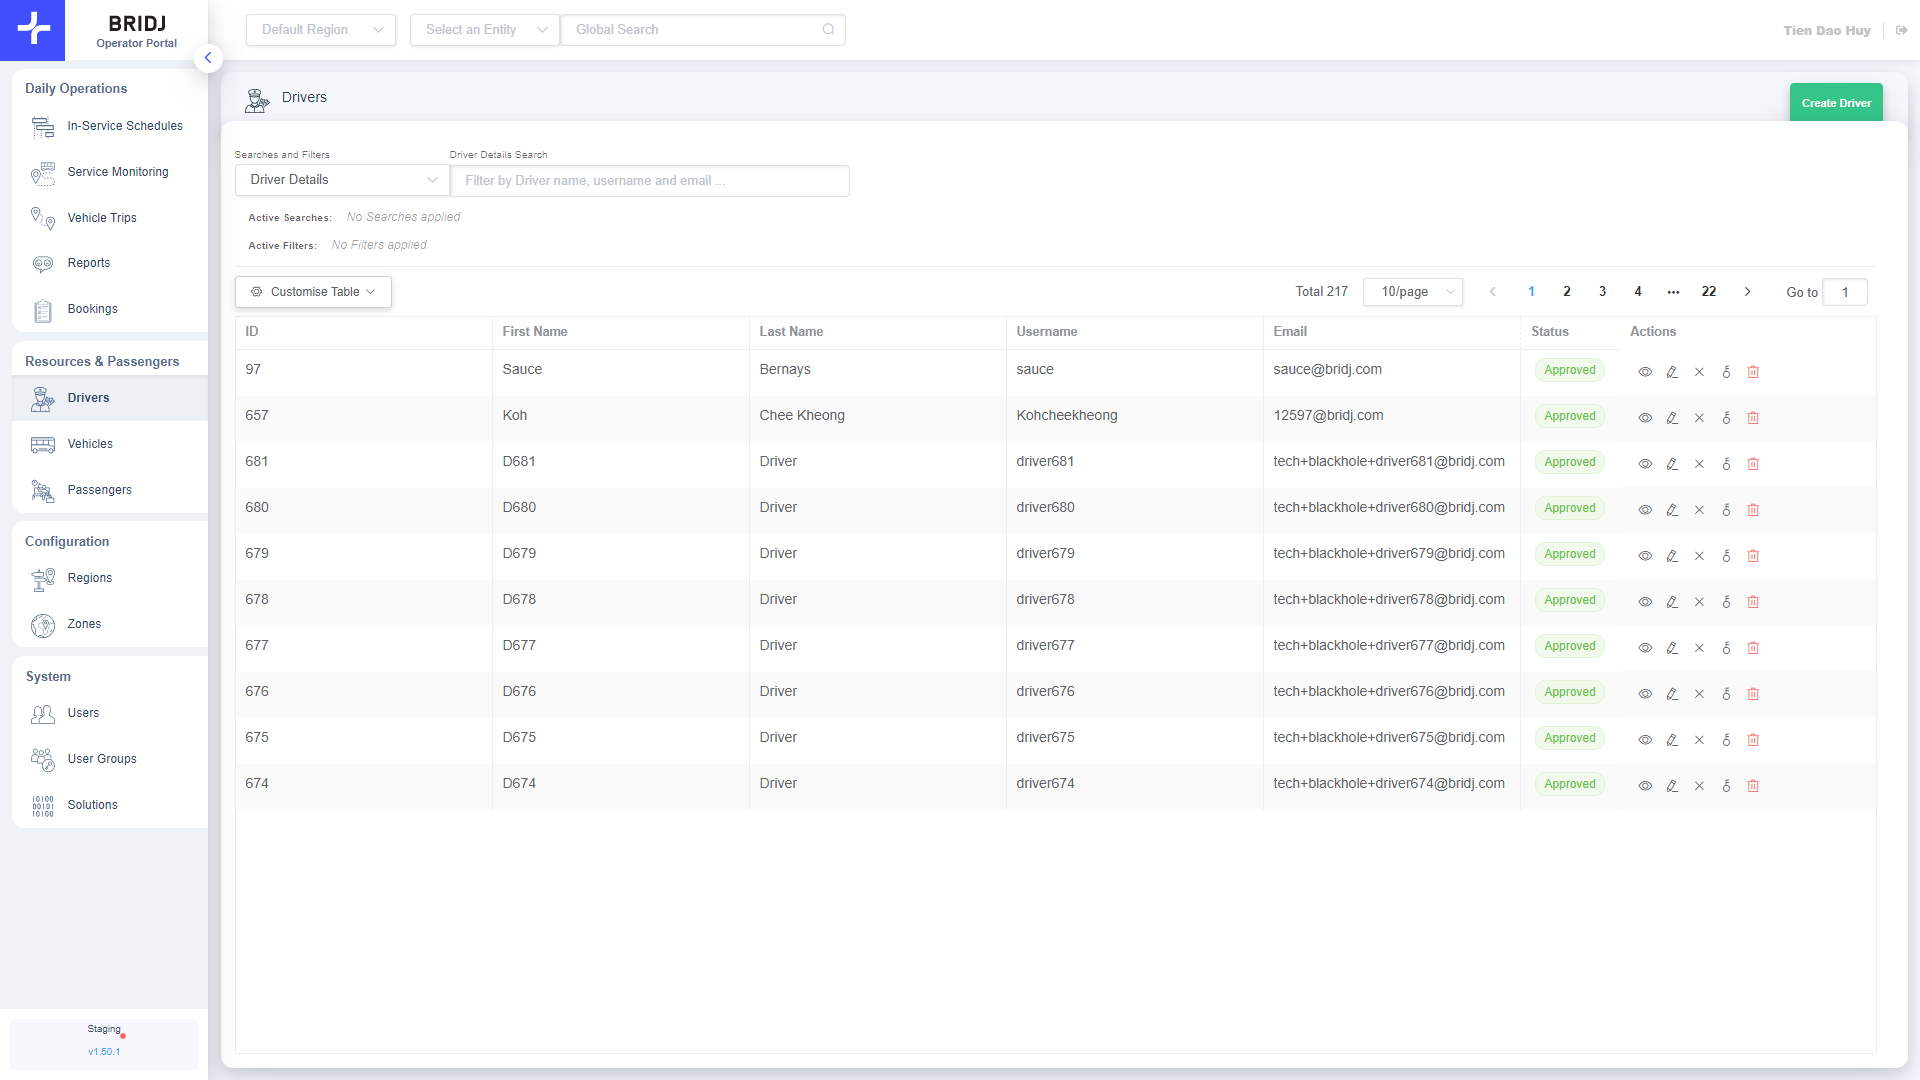 BRIDJ
Operator Portal
Default Region
Select an Entity
Global Search
Tien Dao Huy
Daily Operations
In-Service Schedules
Service Monitoring
Vehicle Trips
Reports
Bookings
Resources & Passengers
Drivers
Vehicles
Passengers
Configuration
Regions
Zones
System
Users
User Groups
Solutions
Staging
v1.50.1
Drivers
Create Driver
Searches and Filters
Driver Details Search
Driver Details
Filter by Driver name, username and email ...
Active Searches: No Searches applied
Active Filters: No Filters applied
Customise Table
Total 217 10/page 1 2 3 4 ••• 22 Go to 1
ID First Name Last Name Username Email Status Actions
97 Sauce Bernays sauce sauce@bridj.com Approved
657 Koh Chee Kheong Kohcheekheong 12597@bridj.com Approved
681 D681 Driver driver681 tech+blackhole+driver681@bridj.com Approved
680 D680 Driver driver680 tech+blackhole+driver680@bridj.com Approved
679 D679 Driver driver679 tech+blackhole+driver679@bridj.com Approved
678 D678 Driver driver678 tech+blackhole+driver678@bridj.com Approved
677 D677 Driver driver677 tech+blackhole+driver677@bridj.com Approved
676 D676 Driver driver676 tech+blackhole+driver676@bridj.com Approved
675 D675 Driver driver675 tech+blackhole+driver675@bridj.com Approved
674 D674 Driver driver674 tech+blackhole+driver674@bridj.com Approved